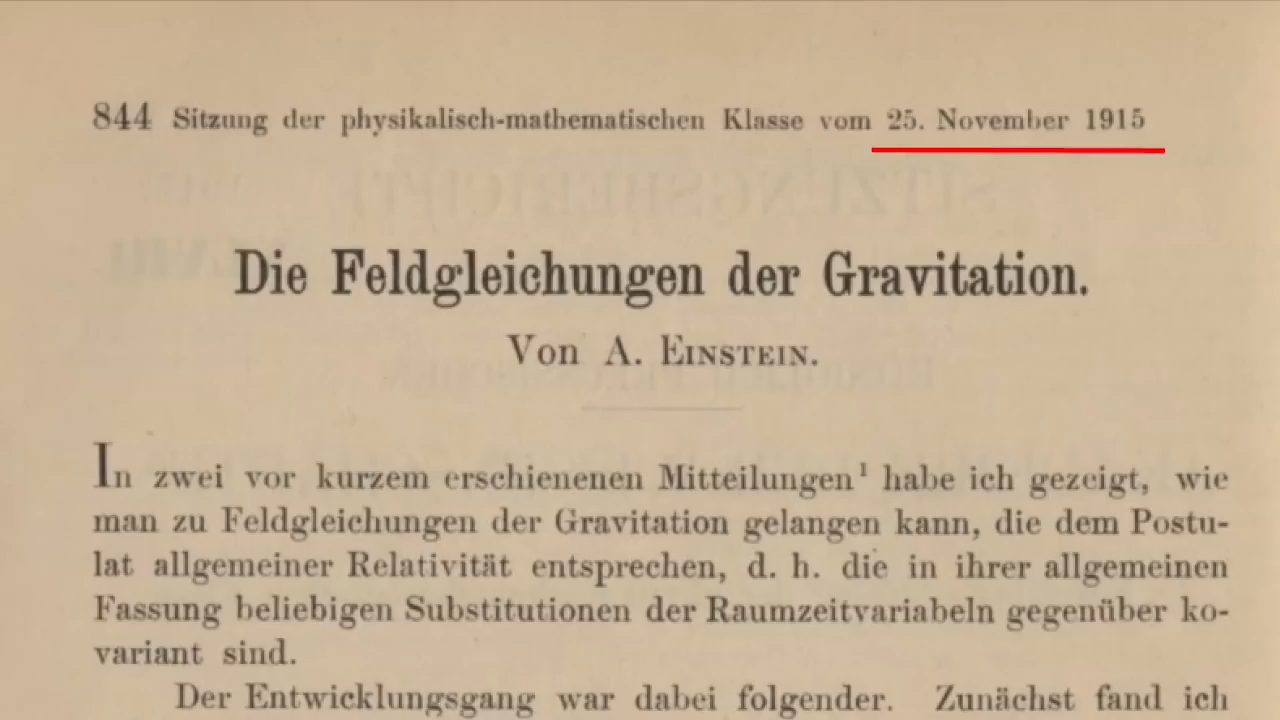 844 Sitzung der physikalisch-mathematischen Klasse vom 25. November 1915
Die Feldgleichungen der Gravitation.
Von A. Einstein.
In zwei vor kurzem erschienenen Mitteilungen¹ habe ich gezeigt, wie
man zu Feldgleichungen der Gravitation gelangen kann, die dem Postu-
lat allgemeiner Relativität entsprechen, d. h. die in ihrer allgemeinen
Fassung beliebigen Substitutionen der Raumzeitvariabeln gegenüber ko-
variant sind.
Der Entwicklungsgang war dabei folgender. Zunächst fand ich